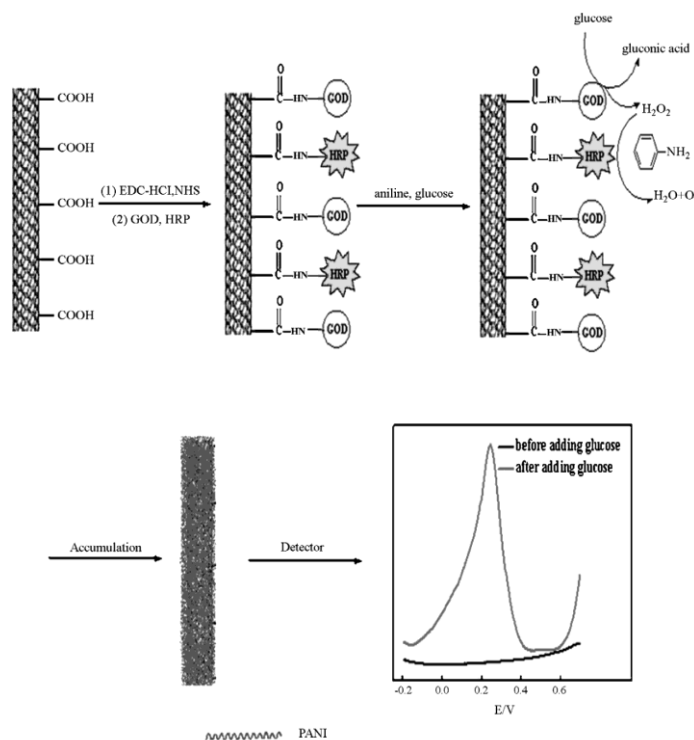 glucose
gluconic acid
COOH
COOH
COOH
COOH
COOH
(1) EDC-HCl,NHS
(2) GOD, HRP
O
C
HN
GOD
O
C
HN
HRP
O
C
HN
GOD
O
C
HN
HRP
O
C
HN
GOD
aniline, glucose
O
C
HN
GOD
O
C
HN
HRP
O
C
HN
GOD
O
C
HN
HRP
O
C
HN
GOD
H₂O₂
NH₂
H₂O+O
Accumulation
Detector
before adding glucose
after adding glucose
-0.2 0.0 0.2 0.4 0.6
E/V
PANI